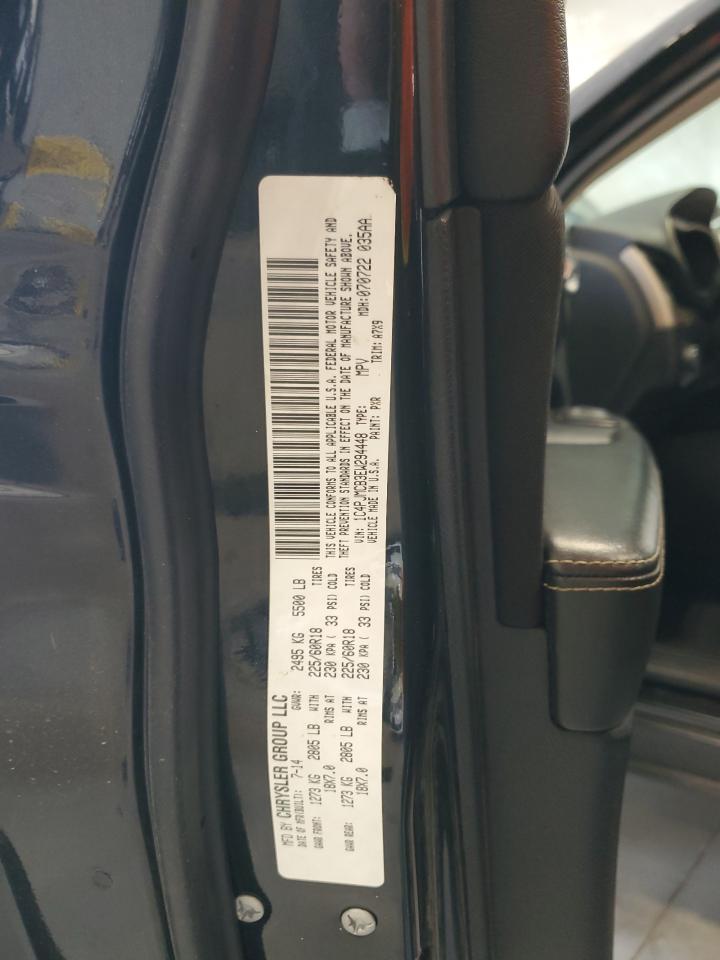 MFD BY CHRYSLER GROUP LLC
DATE OF MFR(BUILT): 7-14 GVWR: 2495 KG 5500 LB
GAWR FRONT: 1273 KG 2805 LB WITH 225/60R18 TIRES
18X7.0 RIMS AT 230 KPA ( 33 PSI) COLD
GAWR REAR: 1273 KG 2805 LB WITH 225/60R18 TIRES
18X7.0 RIMS AT 230 KPA ( 33 PSI) COLD
THIS VEHICLE CONFORMS TO ALL APPLICABLE U.S.A. FEDERAL MOTOR VEHICLE SAFETY AND
THEFT PREVENTION STANDARDS IN EFFECT ON THE DATE OF MANUFACTURE SHOWN ABOVE.
VIN: 1C4PJMCB3EW294448 TYPE: MPV MDH:070722 035AA
VEHICLE MADE IN U.S.A. PAINT: PXR TRIM: A7X9